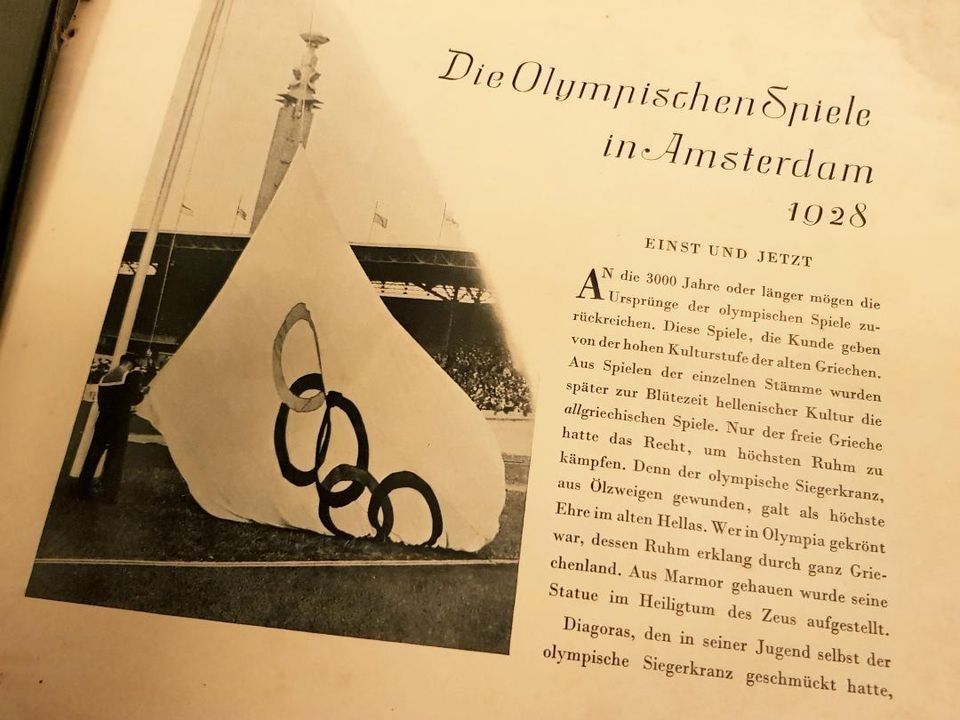 Die Olympischen Spiele
in Amsterdam
1928
EINST UND JETZT
AN die 3000 Jahre oder länger mögen die
Ursprünge der olympischen Spiele zu-
rückreichen. Diese Spiele, die Kunde geben
von der hohen Kulturstufe der alten Griechen.
Aus Spielen der einzelnen Stämme wurden
später zur Blütezeit hellenischer Kultur die
allgriechischen Spiele. Nur der freie Grieche
hatte das Recht, um höchsten Ruhm zu
kämpfen. Denn der olympische Siegerkranz,
aus Ölzweigen gewunden, galt als höchste
Ehre im alten Hellas. Wer in Olympia gekrönt
war, dessen Ruhm erklang durch ganz Grie-
chenland. Aus Marmor gehauen wurde seine
Statue im Heiligtum des Zeus aufgestellt.
Diagoras, den in seiner Jugend selbst der
olympische Siegerkranz geschmückt hatte,